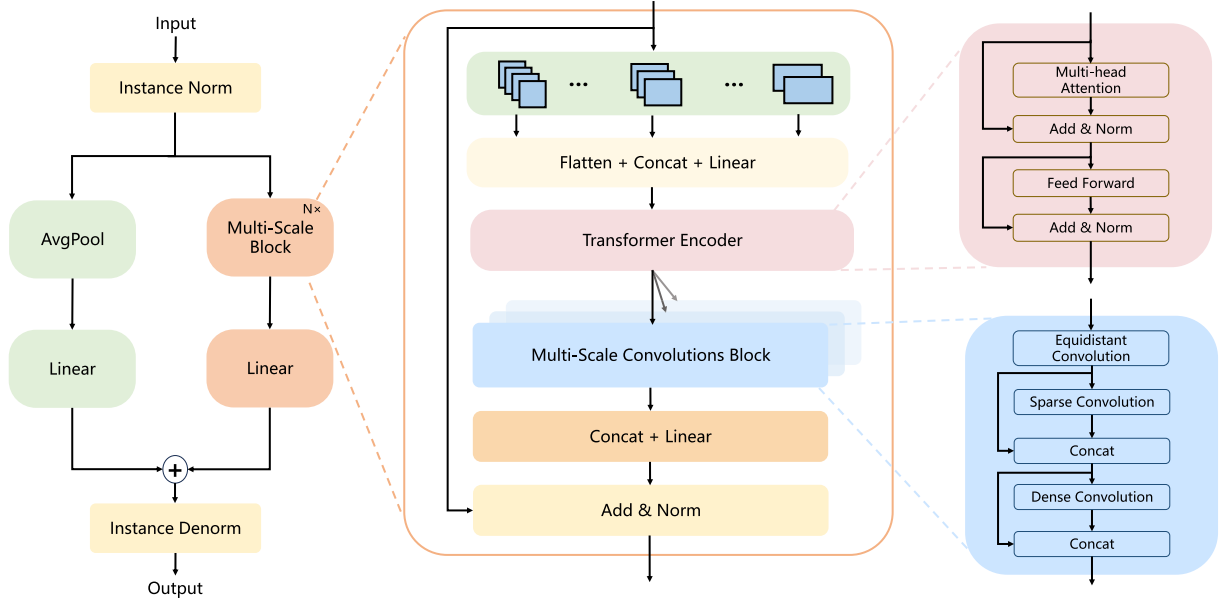 Input
Instance Norm
AvgPool
N×
Multi-Scale
Block
Linear
Linear
+
Instance Denorm
Output
...
...
Flatten + Concat + Linear
Transformer Encoder
Multi-Scale Convolutions Block
Concat + Linear
Add & Norm
Multi-head
Attention
Add & Norm
Feed Forward
Add & Norm
Equidistant
Convolution
Sparse Convolution
Concat
Dense Convolution
Concat